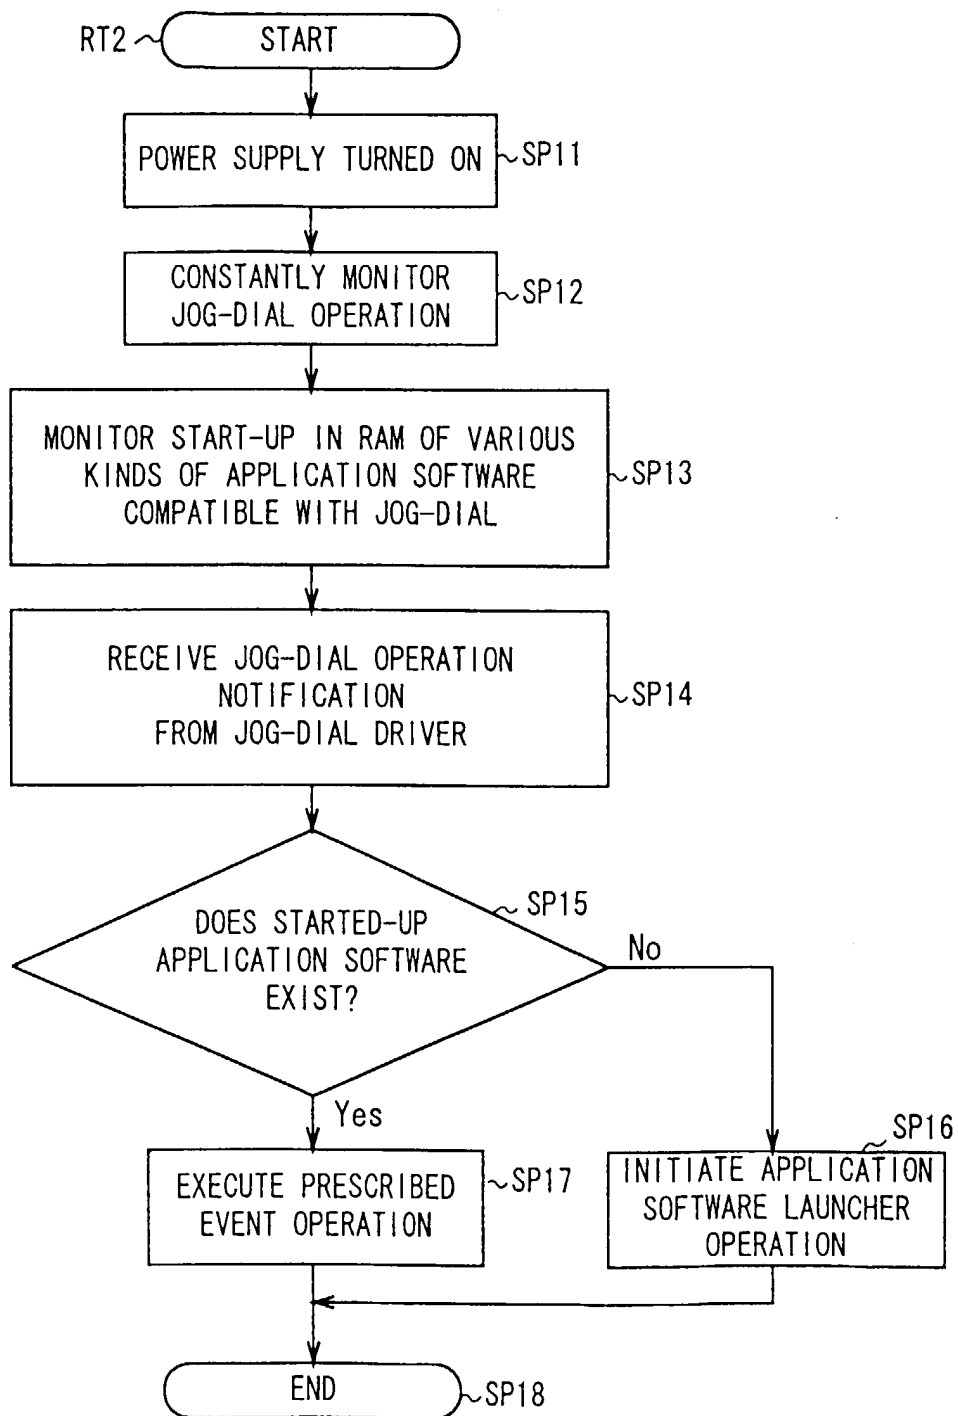 RT2
START
POWER SUPPLY TURNED ON
SP11
CONSTANTLY MONITOR
JOG-DIAL OPERATION
SP12
MONITOR START-UP IN RAM OF VARIOUS
KINDS OF APPLICATION SOFTWARE
COMPATIBLE WITH JOG-DIAL
SP13
RECEIVE JOG-DIAL OPERATION
NOTIFICATION
FROM JOG-DIAL DRIVER
SP14
DOES STARTED-UP
APPLICATION SOFTWARE
EXIST?
SP15
No
Yes
EXECUTE PRESCRIBED
EVENT OPERATION
SP17
SP16
INITIATE APPLICATION
SOFTWARE LAUNCHER
OPERATION
END
SP18